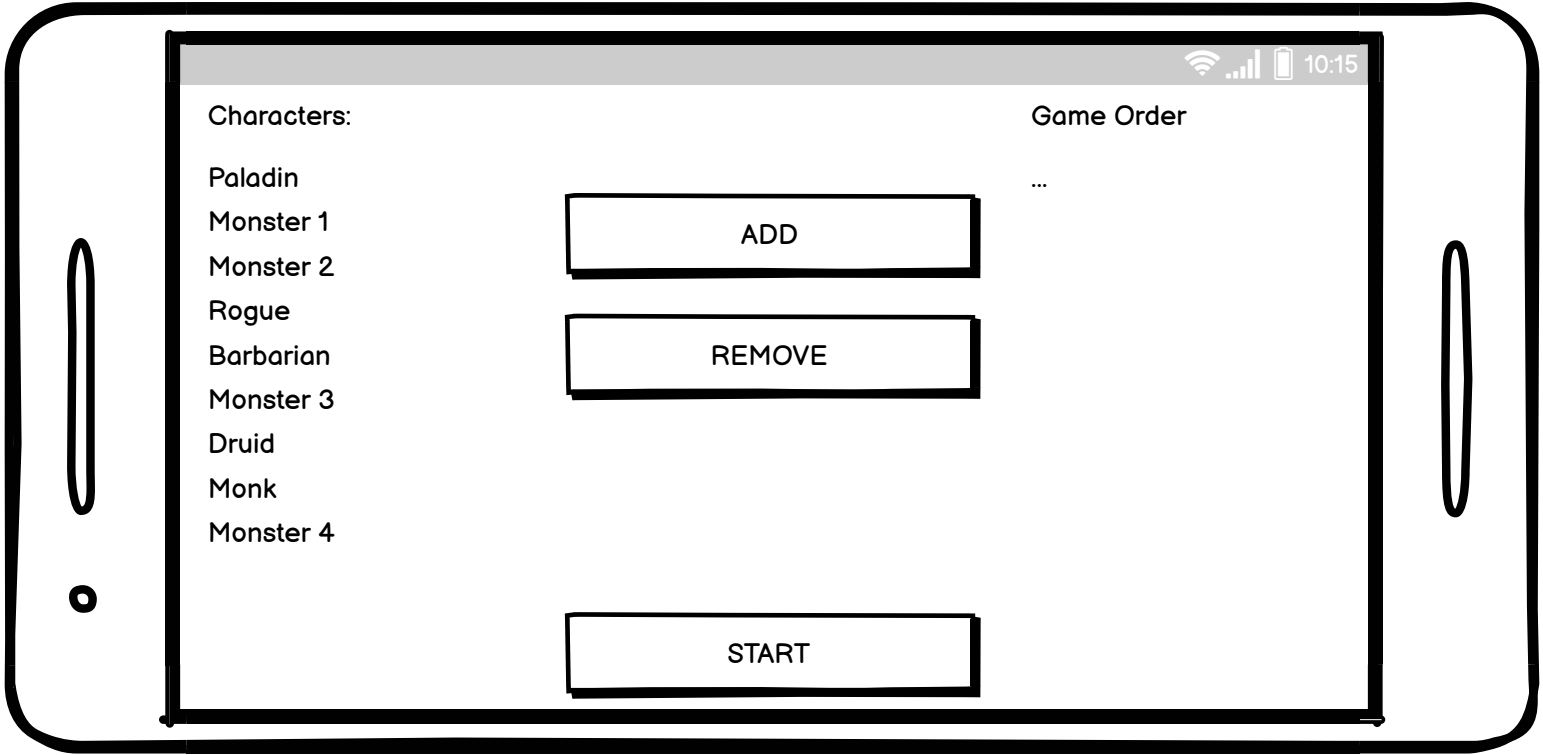 10:15
Characters:
Game Order
Paladin
...
Monster 1
ADD
Monster 2
Rogue
REMOVE
Barbarian
Monster 3
Druid
Monk
Monster 4
START